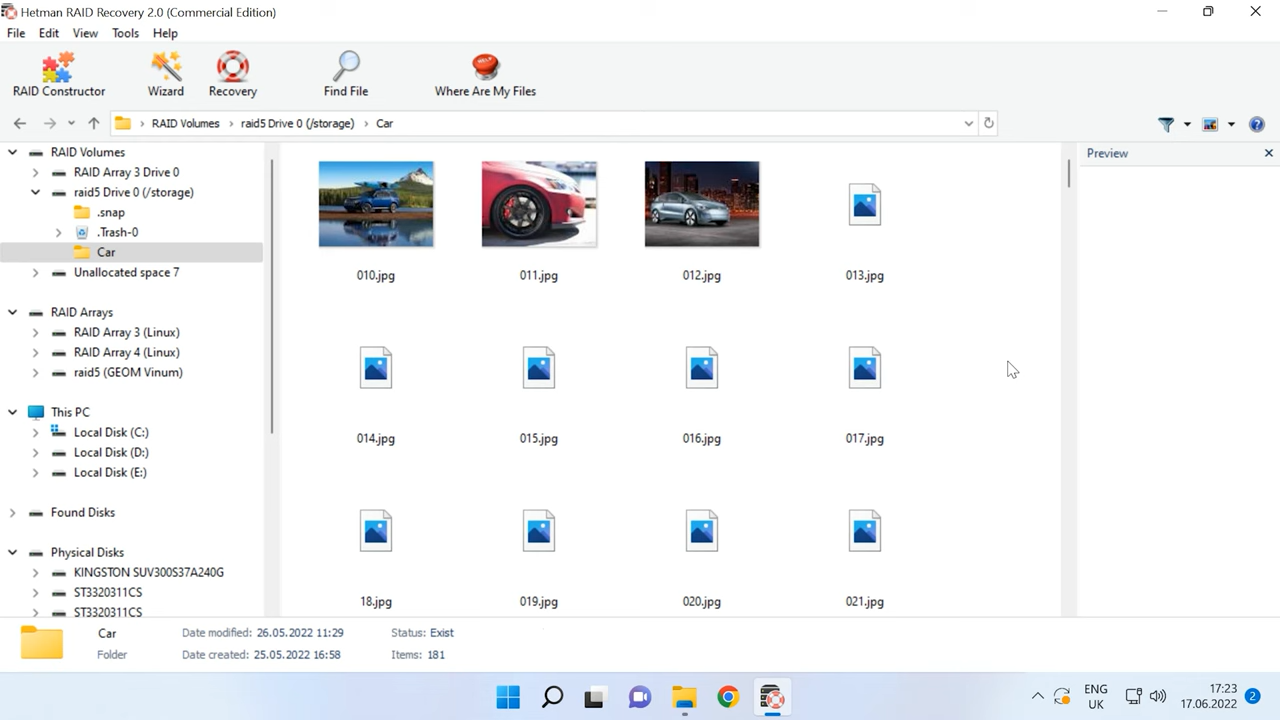 Hetman RAID Recovery 2.0 (Commercial Edition)
File Edit View Tools Help
RAID Constructor Wizard Recovery Find File Where Are My Files
RAID Volumes raid5 Drive 0 (/storage) Car
RAID Volumes
RAID Array 3 Drive 0
raid5 Drive 0 (/storage)
.snap
.Trash-0
Car
Unallocated space 7
RAID Arrays
RAID Array 3 (Linux)
RAID Array 4 (Linux)
raid5 (GEOM Vinum)
This PC
Local Disk (C:)
Local Disk (D:)
Local Disk (E:)
Found Disks
Physical Disks
KINGSTON SUV300S37A240G
ST3320311CS
ST3320311CS
010.jpg 011.jpg 012.jpg 013.jpg
014.jpg 015.jpg 016.jpg 017.jpg
18.jpg 019.jpg 020.jpg 021.jpg
Preview
Car Date modified: 26.05.2022 11:29 Status: Exist
Folder Date created: 25.05.2022 16:58 Items: 181
ENG
UK
17:23
17.06.2022
2